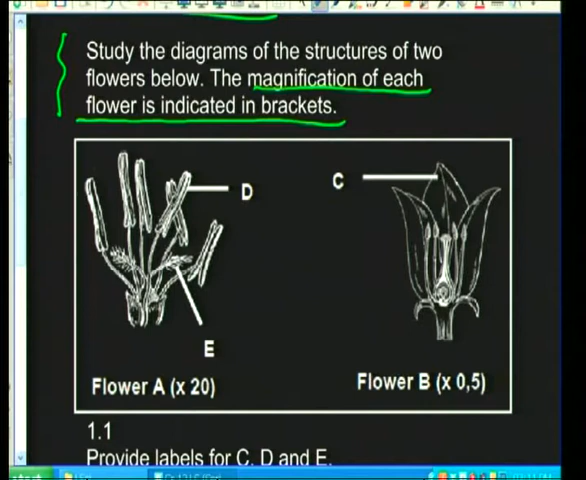 Study the diagrams of the structures of two
flowers below. The magnification of each
flower is indicated in brackets.
D
C
E
Flower A (x 20)
Flower B (x 0,5)
1.1
Provide labels for C, D and E.